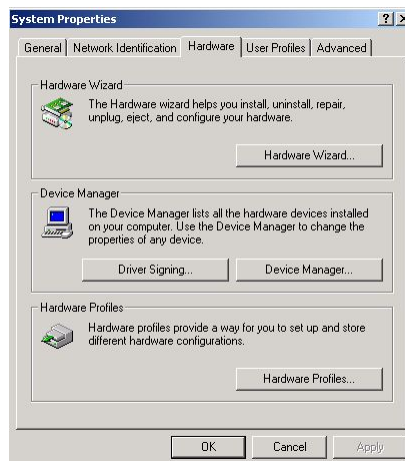 System Properties
General Network Identification Hardware User Profiles Advanced
Hardware Wizard
The Hardware wizard helps you install, uninstall, repair,
unplug, eject, and configure your hardware.
Hardware Wizard...
Device Manager
The Device Manager lists all the hardware devices installed
on your computer. Use the Device Manager to change the
properties of any device.
Driver Signing... Device Manager...
Hardware Profiles
Hardware profiles provide a way for you to set up and store
different hardware configurations.
Hardware Profiles...
OK Cancel Apply